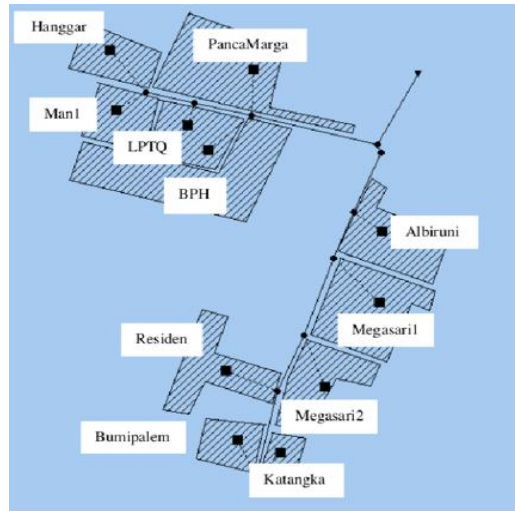 Hanggar
PancaMarga
Man1
LPTQ
BPH
Albiruni
Megasari1
Residen
Megasari2
Bumipalem
Katangka